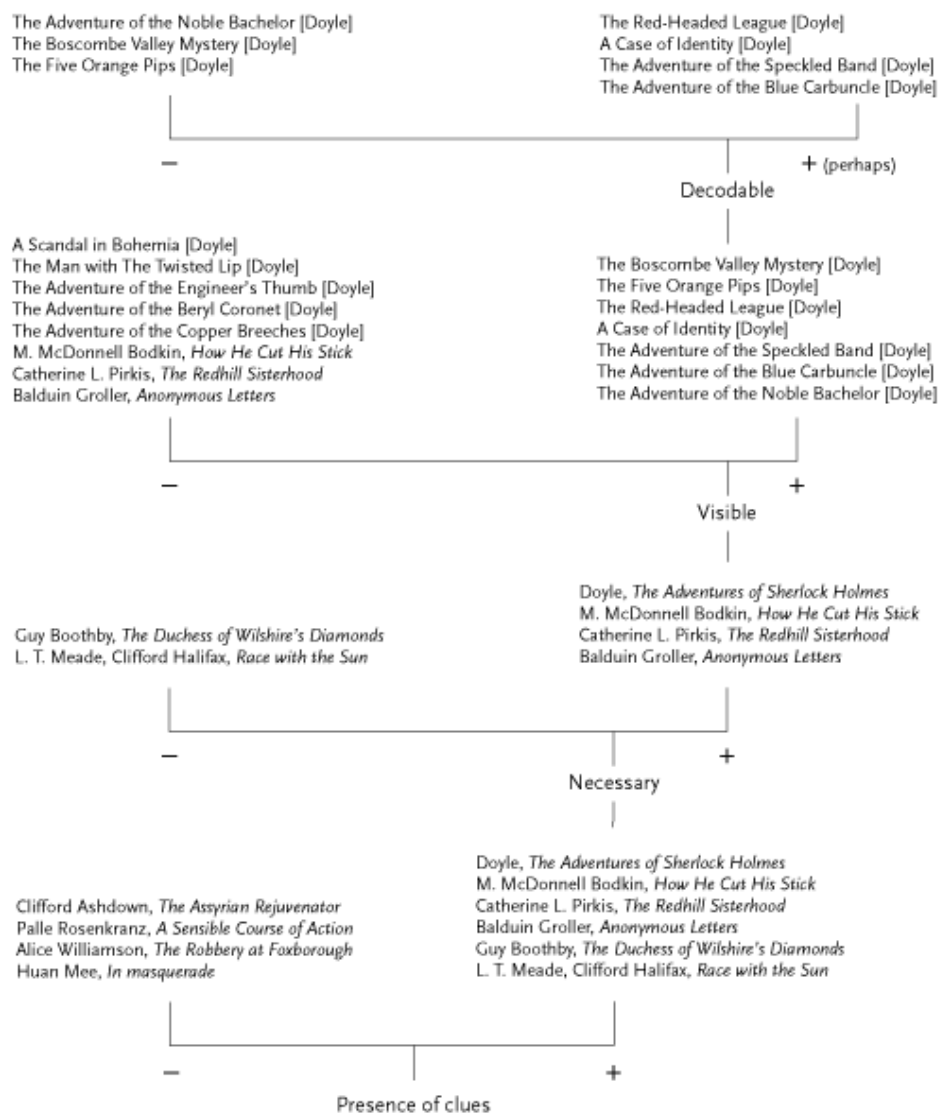 The Adventure of the Noble Bachelor [Doyle]
The Boscombe Valley Mystery [Doyle]
The Five Orange Pips [Doyle]
The Red-Headed League [Doyle]
A Case of Identity [Doyle]
The Adventure of the Speckled Band [Doyle]
The Adventure of the Blue Carbuncle [Doyle]
–
+ (perhaps)
Decodable
A Scandal in Bohemia [Doyle]
The Man with The Twisted Lip [Doyle]
The Adventure of the Engineer's Thumb [Doyle]
The Adventure of the Beryl Coronet [Doyle]
The Adventure of the Copper Breeches [Doyle]
M. McDonnell Bodkin, How He Cut His Stick
Catherine L. Pirkis, The Redhill Sisterhood
Balduin Groller, Anonymous Letters
The Boscombe Valley Mystery [Doyle]
The Five Orange Pips [Doyle]
The Red-Headed League [Doyle]
A Case of Identity [Doyle]
The Adventure of the Speckled Band [Doyle]
The Adventure of the Blue Carbuncle [Doyle]
The Adventure of the Noble Bachelor [Doyle]
–
+
Visible
Guy Boothby, The Duchess of Wilshire's Diamonds
L. T. Meade, Clifford Halifax, Race with the Sun
Doyle, The Adventures of Sherlock Holmes
M. McDonnell Bodkin, How He Cut His Stick
Catherine L. Pirkis, The Redhill Sisterhood
Balduin Groller, Anonymous Letters
–
+
Necessary
Clifford Ashdown, The Assyrian Rejuvenator
Palle Rosenkranz, A Sensible Course of Action
Alice Williamson, The Robbery at Foxborough
Huan Mee, In masquerade
Doyle, The Adventures of Sherlock Holmes
M. McDonnell Bodkin, How He Cut His Stick
Catherine L. Pirkis, The Redhill Sisterhood
Balduin Groller, Anonymous Letters
Guy Boothby, The Duchess of Wilshire's Diamonds
L. T. Meade, Clifford Halifax, Race with the Sun
–
+
Presence of clues